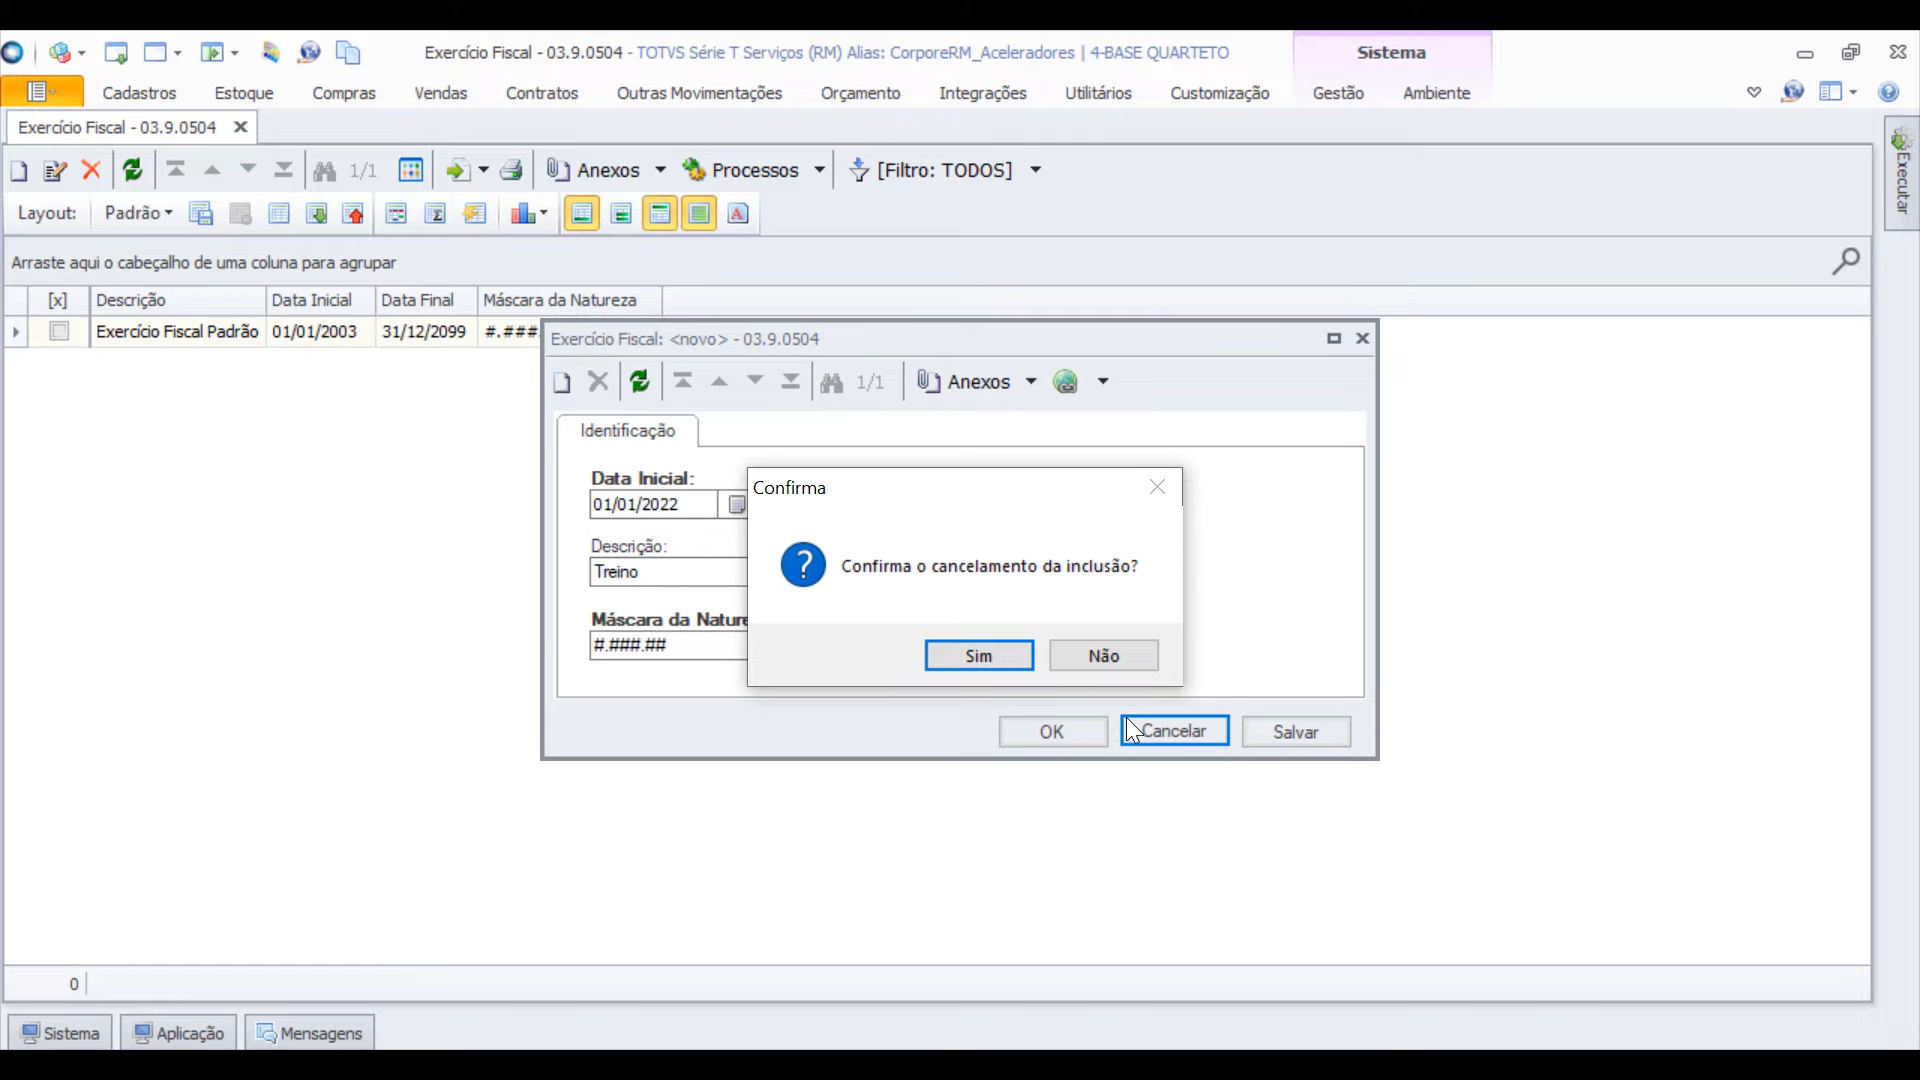 Exercício Fiscal - 03.9.0504 - TOTVS Série T Serviços (RM) Alias: CorporeRM_Aceleradores | 4-BASE QUARTETO
Sistema
Cadastros Estoque Compras Vendas Contratos Outras Movimentações Orçamento Integrações Utilitários Customização Gestão Ambiente
Exercício Fiscal - 03.9.0504
1/1 Anexos Processos [Filtro: TODOS]
Executar
Layout: Padrão
Arraste aqui o cabeçalho de uma coluna para agrupar
[x] Descrição Data Inicial Data Final Máscara da Natureza
Exercício Fiscal Padrão 01/01/2003 31/12/2099 #.###.
Exercício Fiscal: <novo> - 03.9.0504
1/1 Anexos
Identificação
Data Inicial:
01/01/2022
Descrição:
Treino
Máscara da Nature
#.###.##
Confirma
Confirma o cancelamento da inclusão?
Sim Não
OK Cancelar Salvar
0
Sistema Aplicação Mensagens